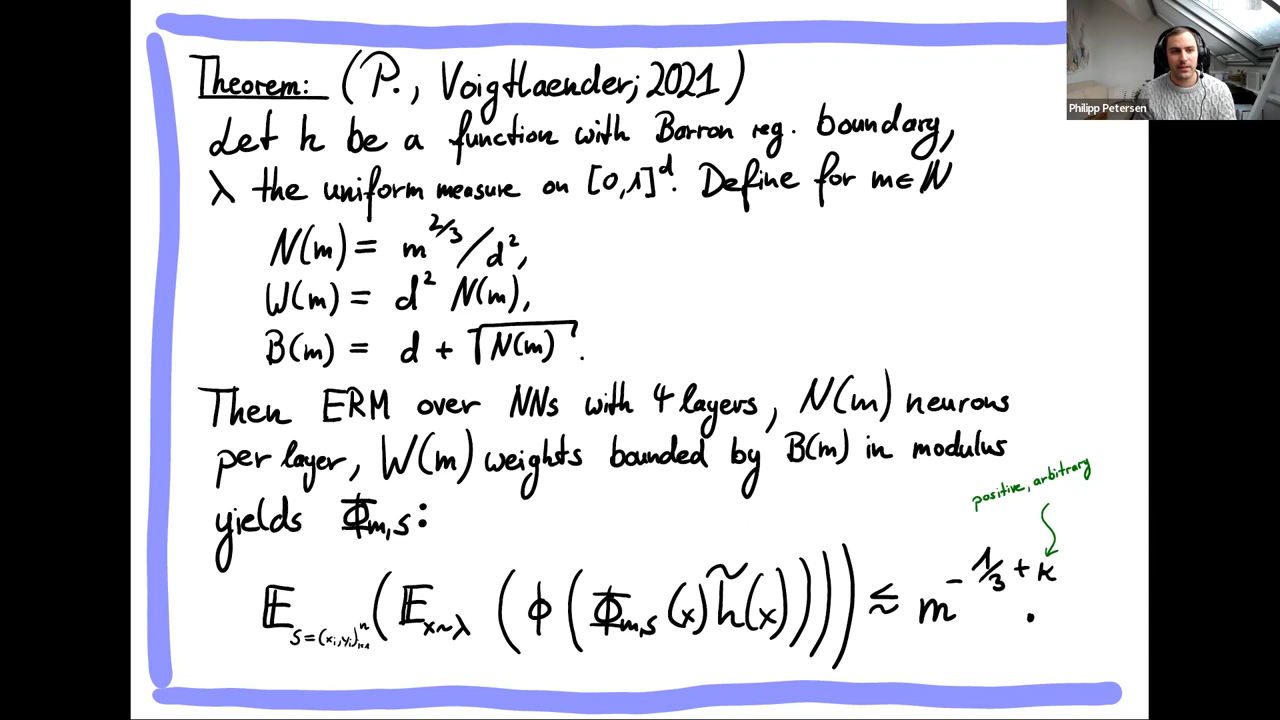 Theorem: (P., Voigtlaender; 2021)
Let h be a function with Barron reg. boundary,
λ the uniform measure on [0,1]^d. Define for m∈ℕ
N(m) = m^{2/3}/d²,
W(m) = d² N(m),
B(m) = d + √N(m).
Then ERM over NNs with 4 layers, N(m) neurons
per layer, W(m) weights bounded by B(m) in modulus
yields Φ_{m,S}:
positive, arbitrary
𝔼_{S=(x_i,y_i)_{i=1}^n} (𝔼_{x~λ} (ϕ(Φ_{m,S}(x) h̃(x)))) ≲ m^{-1/3+κ}.
Philipp Petersen